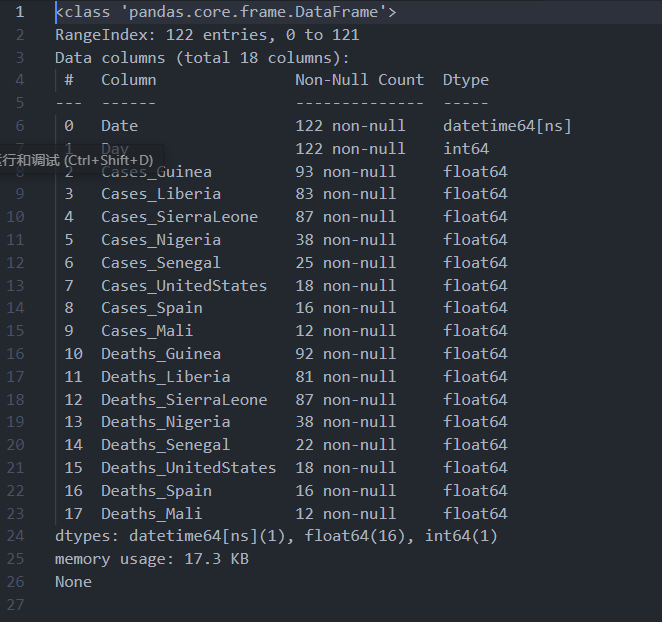 1 <class 'pandas.core.frame.DataFrame'>
2 RangeIndex: 122 entries, 0 to 121
3 Data columns (total 18 columns):
4 # Column Non-Null Count Dtype
5 --- ------ -------------- -----
6 0 Date 122 non-null datetime64[ns]
7 1 Day 122 non-null int64
行和调试 (Ctrl+Shift+D)
8 2 Cases_Guinea 93 non-null float64
9 3 Cases_Liberia 83 non-null float64
10 4 Cases_SierraLeone 87 non-null float64
11 5 Cases_Nigeria 38 non-null float64
12 6 Cases_Senegal 25 non-null float64
13 7 Cases_UnitedStates 18 non-null float64
14 8 Cases_Spain 16 non-null float64
15 9 Cases_Mali 12 non-null float64
16 10 Deaths_Guinea 92 non-null float64
17 11 Deaths_Liberia 81 non-null float64
18 12 Deaths_SierraLeone 87 non-null float64
19 13 Deaths_Nigeria 38 non-null float64
20 14 Deaths_Senegal 22 non-null float64
21 15 Deaths_UnitedStates 18 non-null float64
22 16 Deaths_Spain 16 non-null float64
23 17 Deaths_Mali 12 non-null float64
24 dtypes: datetime64[ns](1), float64(16), int64(1)
25 memory usage: 17.3 KB
26 None
27